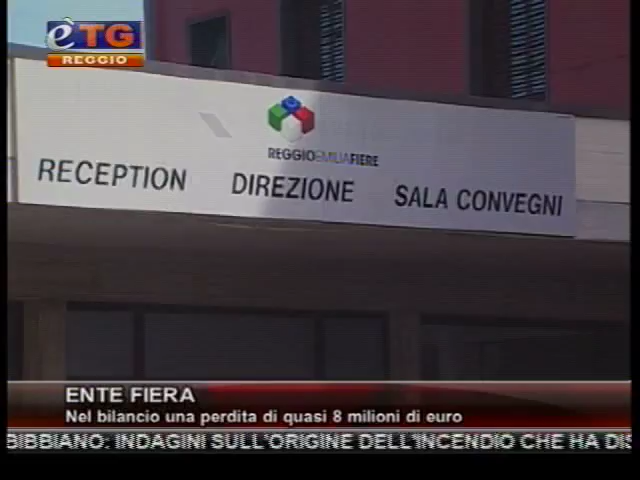 èTG
REGGIO
REGGIOEMILIAFIERE
RECEPTION DIREZIONE SALA CONVEGNI
ENTE FIERA
Nel bilancio una perdita di quasi 8 milioni di euro
BIBBIANO: INDAGINI SULL'ORIGINE DELL'INCENDIO CHE HA DIS